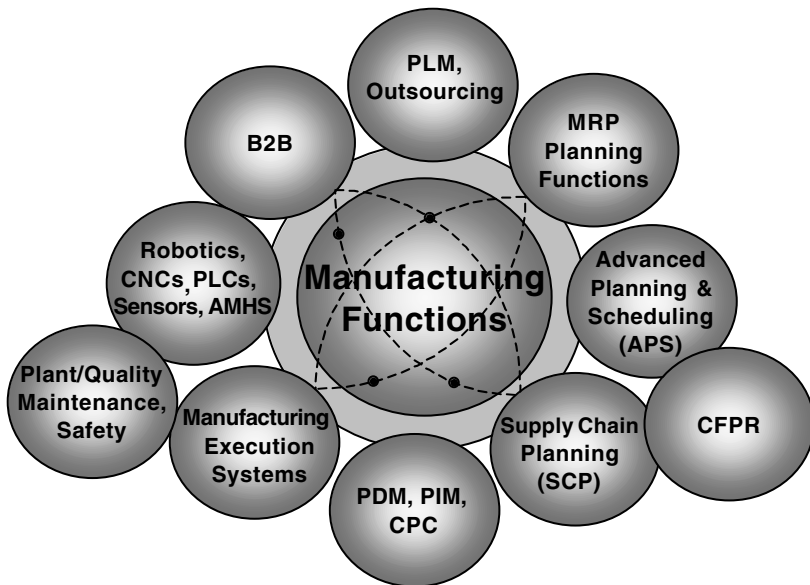 PLM,
Outsourcing
B2B
MRP
Planning
Functions
Robotics,
CNCs, PLCs,
Sensors, AMHS
Manufacturing
Functions
Advanced
Planning &
Scheduling
(APS)
Plant/Quality
Maintenance,
Safety
Manufacturing
Execution
Systems
PDM, PIM,
CPC
Supply Chain
Planning
(SCP)
CFPR